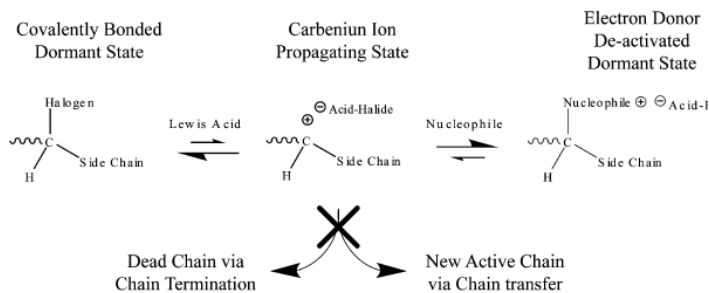 Covalently Bonded
Dormant State
Carbeniun Ion
Propagating State
Electron Donor
De-activated
Dormant State
Halogen
C
H
Side Chain
Lewis Acid
⊕ ⊖ Acid-Halide
C
H
Side Chain
Nucleophile
Nucleophile ⊕ ⊖ Acid-H
C
H
Side Chain
Dead Chain via
Chain Termination
New Active Chain
via Chain transfer